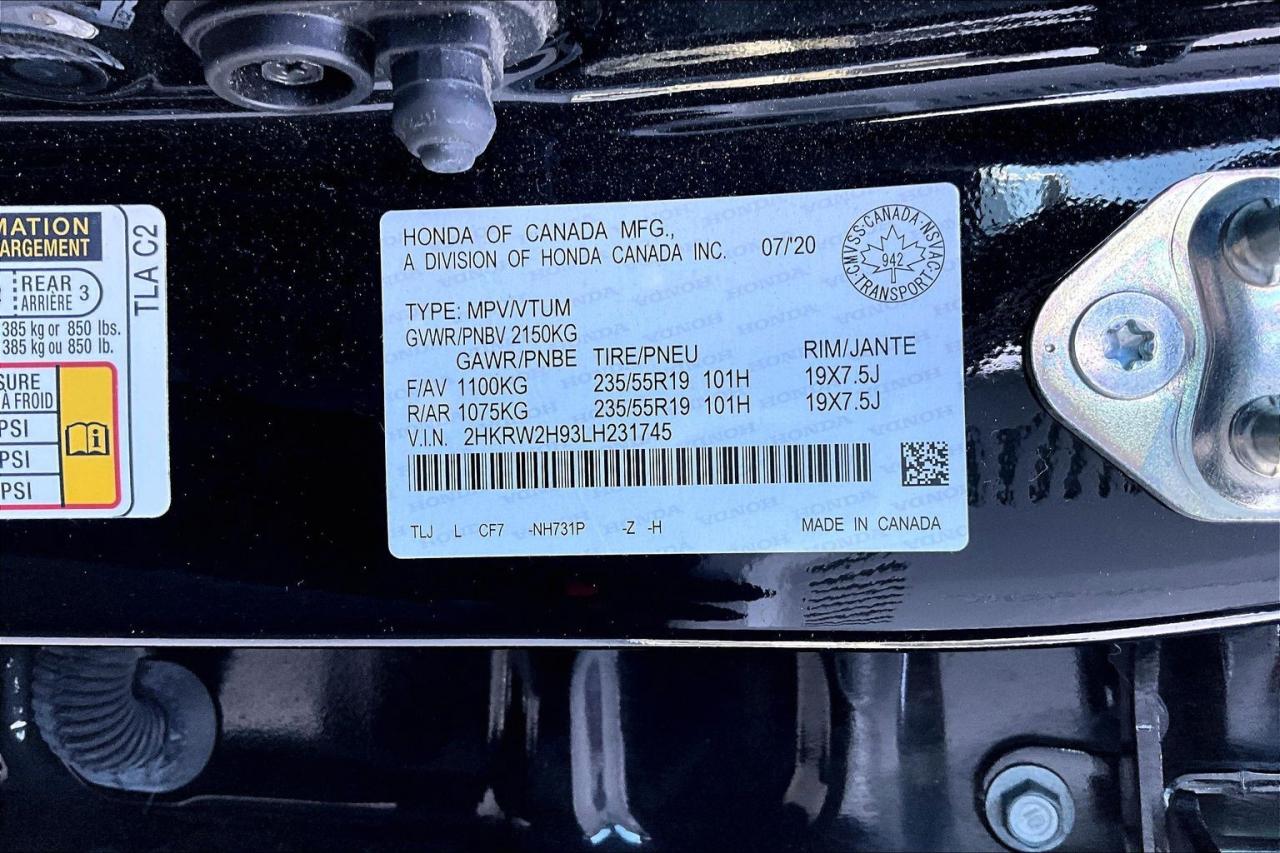 MATION
ARGEMENT
REAR
ARRIÈRE 3
385 kg or 850 lbs.
385 kg ou 850 lb.
SURE
A FROID
PSI
PSI
PSI
TLA C2
HONDA OF CANADA MFG.,
A DIVISION OF HONDA CANADA INC. 07/'20
CMVSS CANADA NSVAC
942
TRANSPORT
TYPE: MPV/VTUM
GVWR/PNBV 2150KG
GAWR/PNBE TIRE/PNEU RIM/JANTE
F/AV 1100KG 235/55R19 101H 19X7.5J
R/AR 1075KG 235/55R19 101H 19X7.5J
V.I.N. 2HKRW2H93LH231745
TLJ L CF7 -NH731P -Z -H MADE IN CANADA